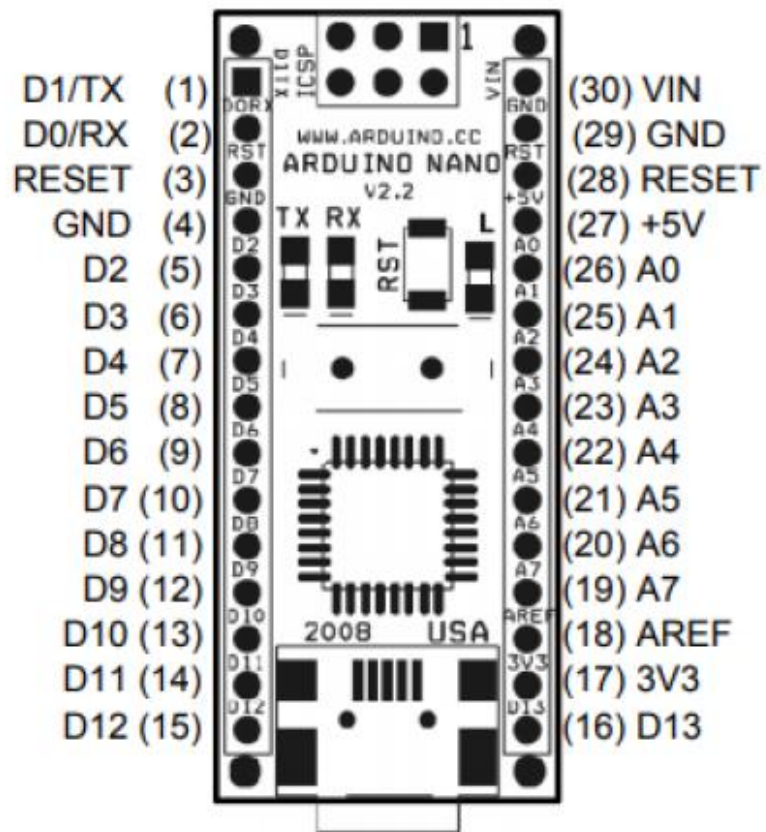 D1/TX (1)
D0/RX (2)
RESET (3)
GND (4)
D2 (5)
D3 (6)
D4 (7)
D5 (8)
D6 (9)
D7 (10)
D8 (11)
D9 (12)
D10 (13)
D11 (14)
D12 (15)
D1TX
ICSP
1
VIN
DORX
RST
GND
D2
D3
D4
D5
D6
D7
D8
D9
D10
D11
D12
WWW.ARDUINO.CC
ARDUINO NANO
V2.2
TX RX
RST
L
2008 USA
GND
RST
+5V
A0
A1
A2
A3
A4
A5
A6
A7
AREF
3V3
D13
(30) VIN
(29) GND
(28) RESET
(27) +5V
(26) A0
(25) A1
(24) A2
(23) A3
(22) A4
(21) A5
(20) A6
(19) A7
(18) AREF
(17) 3V3
(16) D13